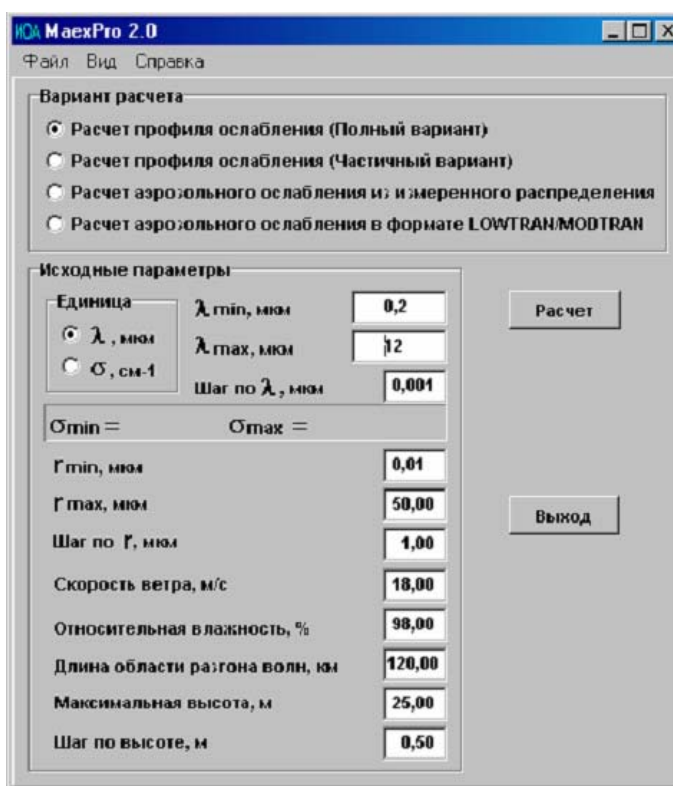 ИОА MaexPro 2.0
Файл Вид Справка
Вариант расчета
Расчет профиля ослабления (Полный вариант)
Расчет профиля ослабления (Частичный вариант)
Расчет аэрозольного ослабления из измеренного распределения
Расчет аэрозольного ослабления в формате LOWTRAN/MODTRAN
Исходные параметры
Единица
λ, мкм
σ, см-1
λ min, мкм 0,2
λ max, мкм 12
Шаг по λ, мкм 0,001
Расчет
σmin = σmax =
r min, мкм 0,01
r max, мкм 50,00
Шаг по r, мкм 1,00
Выход
Скорость ветра, м/с 18,00
Относительная влажность, % 98,00
Длина области разгона волн, км 120,00
Максимальная высота, м 25,00
Шаг по высоте, м 0,50